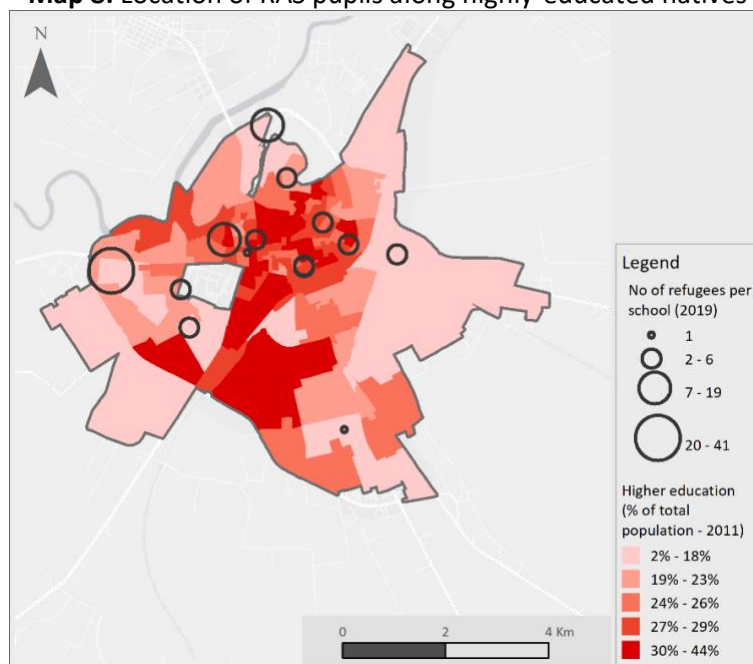 Map 8. Location of RAS pupils along highly-educated natives
N
Legend
No of refugees per
school (2019)
1
2 - 6
7 - 19
20 - 41
Higher education
(% of total
population - 2011)
2% - 18%
19% - 23%
24% - 26%
27% - 29%
30% - 44%
0 2 4 Km